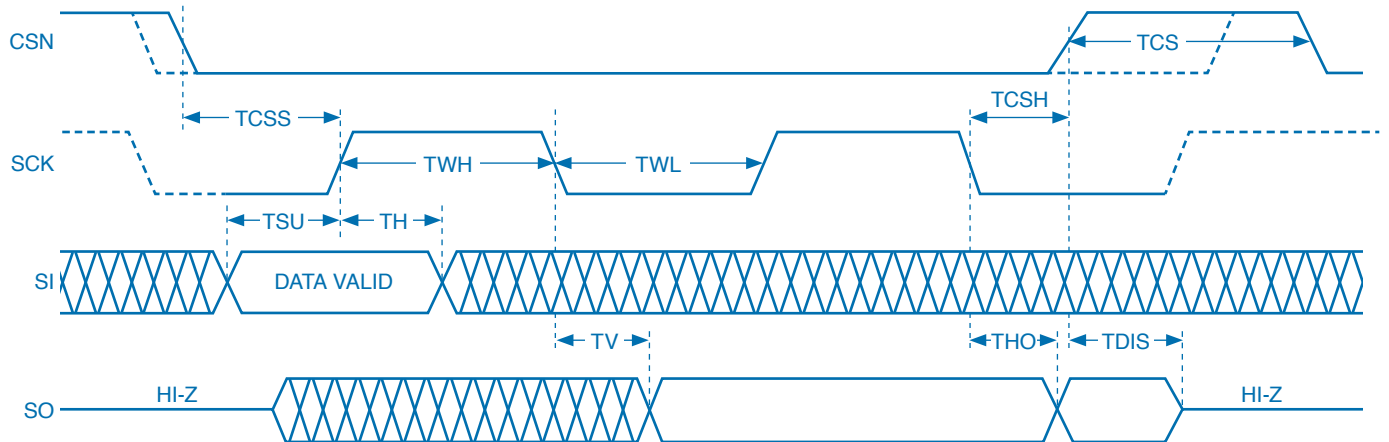 CSN
TCS
TCSH
TCSS
SCK
TWH
TWL
TSU
TH
SI
DATA VALID
TV
THO
TDIS
HI-Z
HI-Z
SO